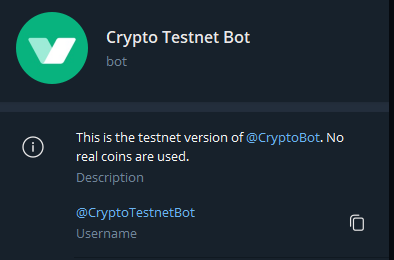 Crypto Testnet Bot
bot
This is the testnet version of @CryptoBot. No
real coins are used.
Description
@CryptoTestnetBot
Username